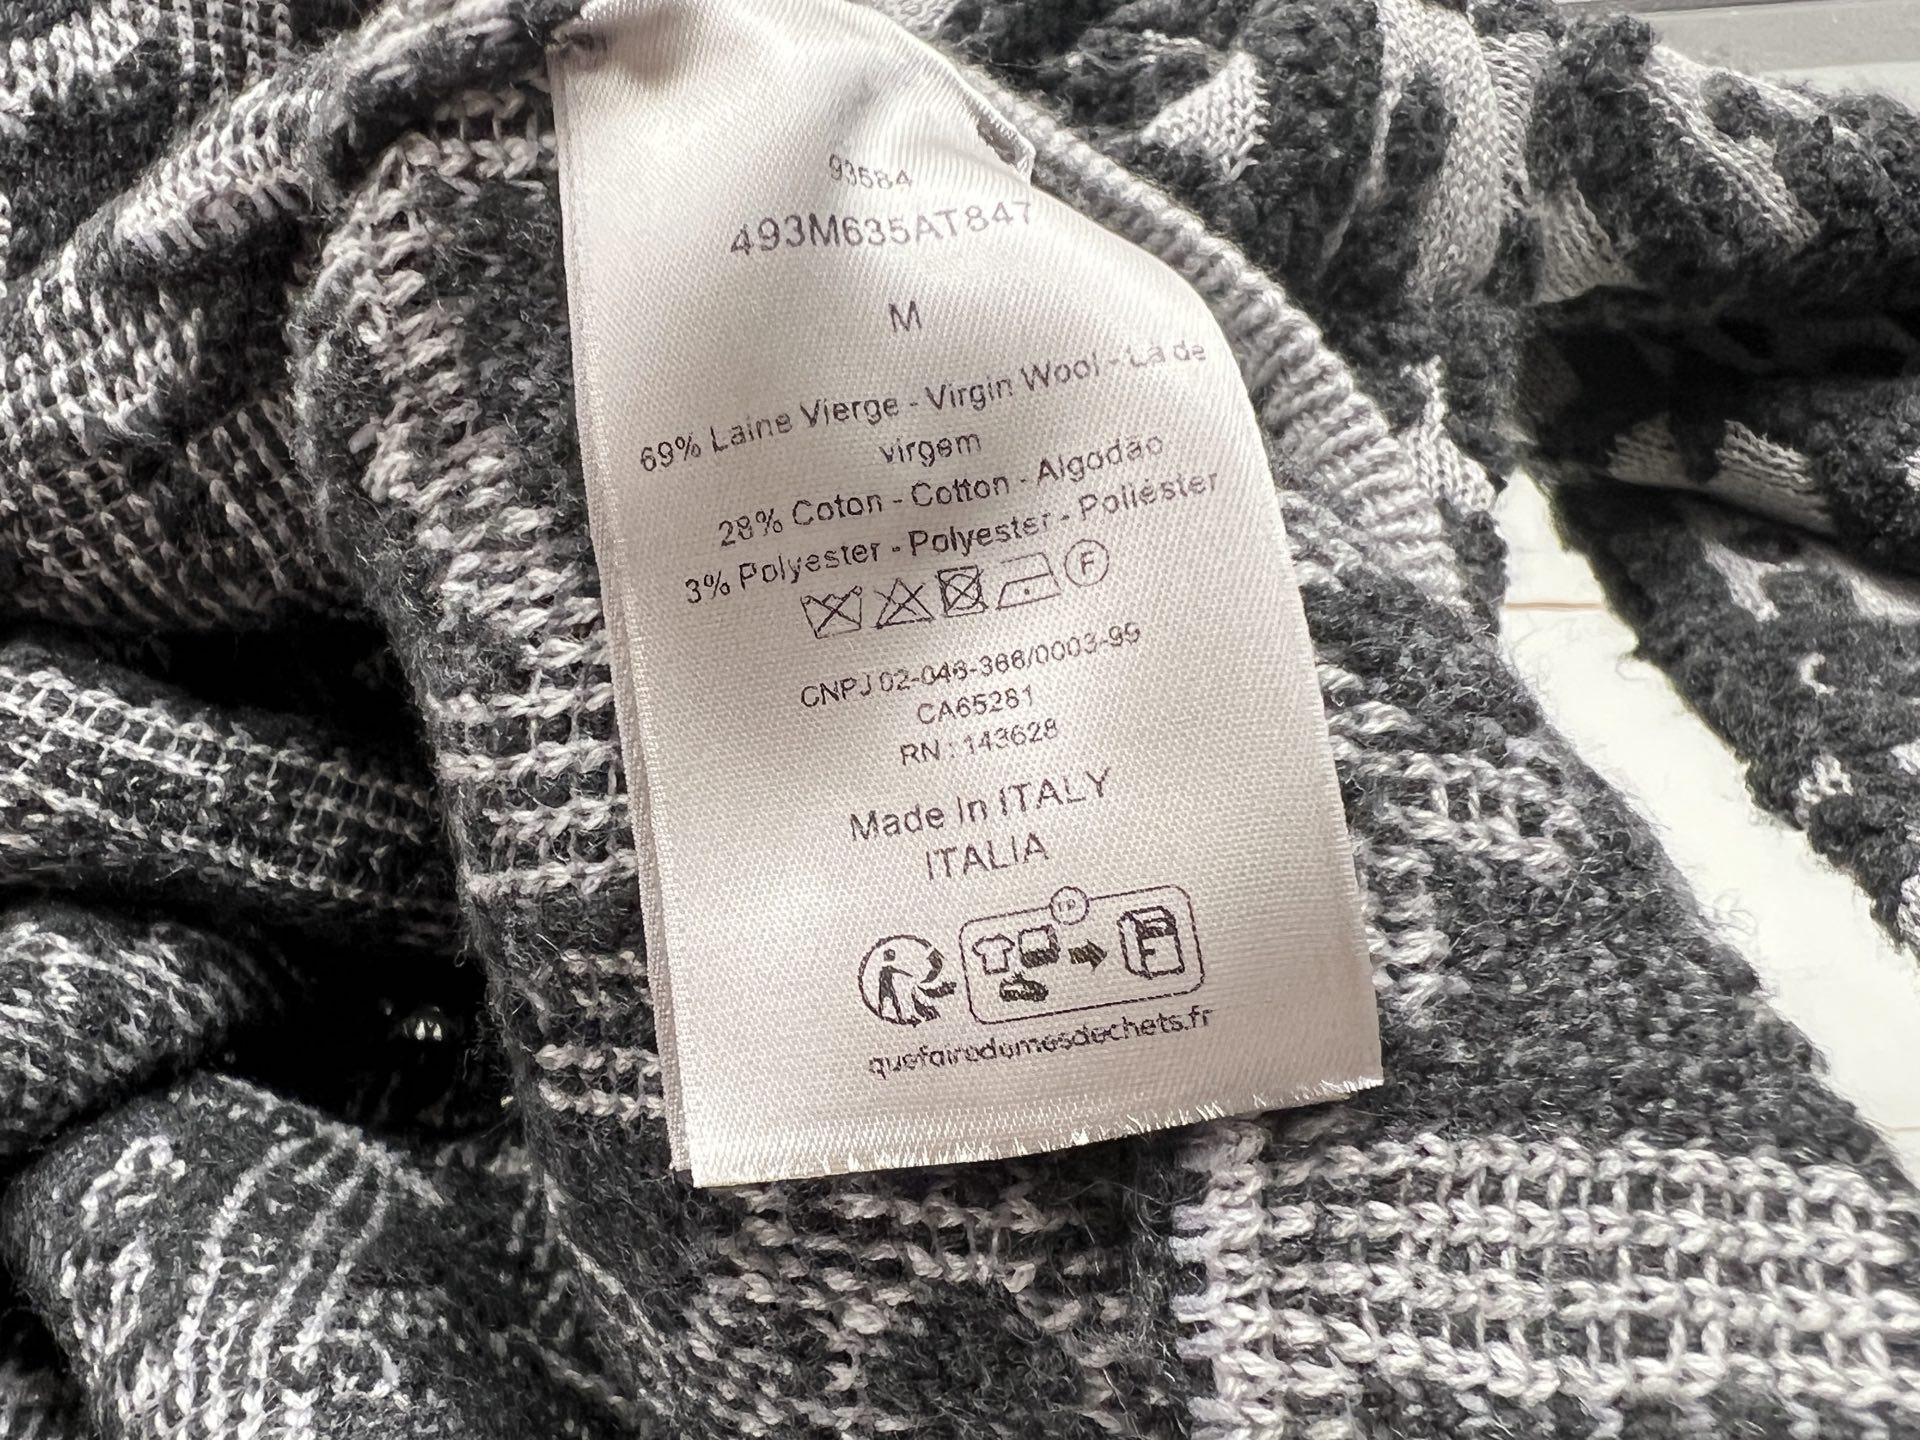 93584
493M635AT847
M
69% Laine Vierge - Virgin Wool - Lã de
virgem
28% Coton - Cotton - Algodão
3% Polyester - Polyester - Poliéster
F
CNPJ 02-046-366/0003-99
CA65281
RN : 143628
Made In ITALY
ITALIA
FR
quefairedemesdechets.fr